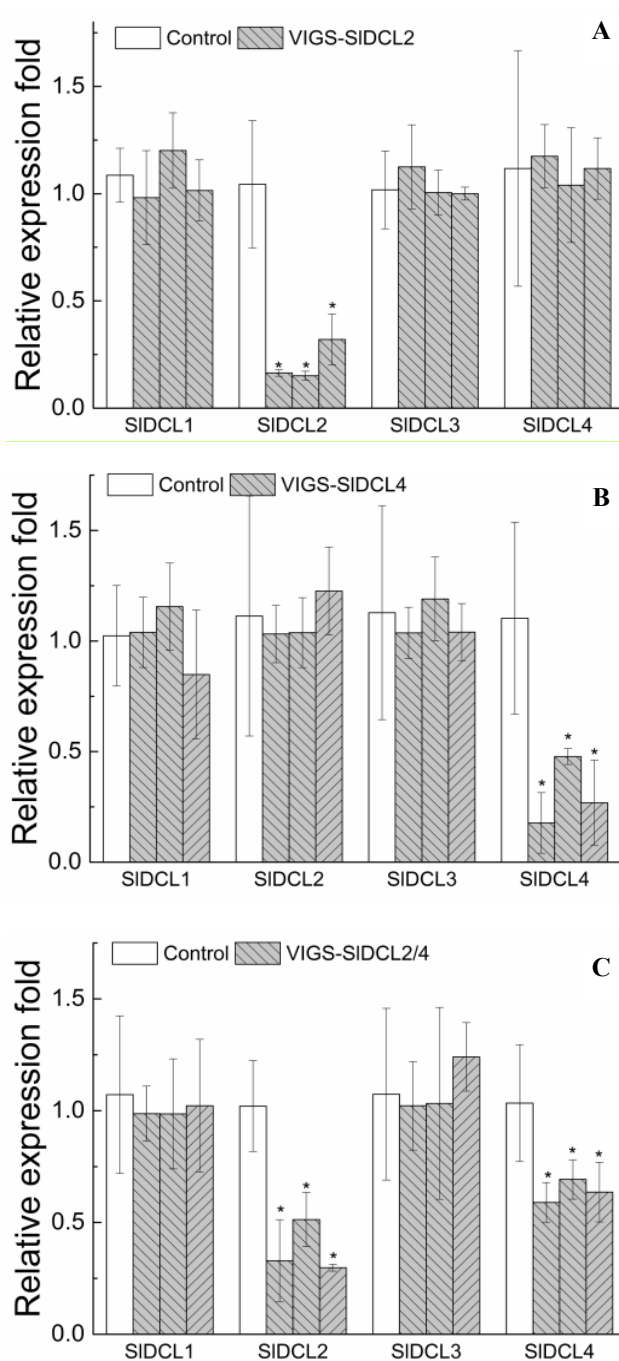 Control VIGS-SlDCL2 A
1.5
1.0
0.5
0.0
Relative expression fold
* * *
SlDCL1 SlDCL2 SlDCL3 SlDCL4
Control VIGS-SlDCL4 B
1.5
1.0
0.5
0.0
Relative expression fold
* * *
SlDCL1 SlDCL2 SlDCL3 SlDCL4
Control VIGS-SlDCL2/4 C
1.5
1.0
0.5
0.0
Relative expression fold
* * * * * *
SlDCL1 SlDCL2 SlDCL3 SlDCL4